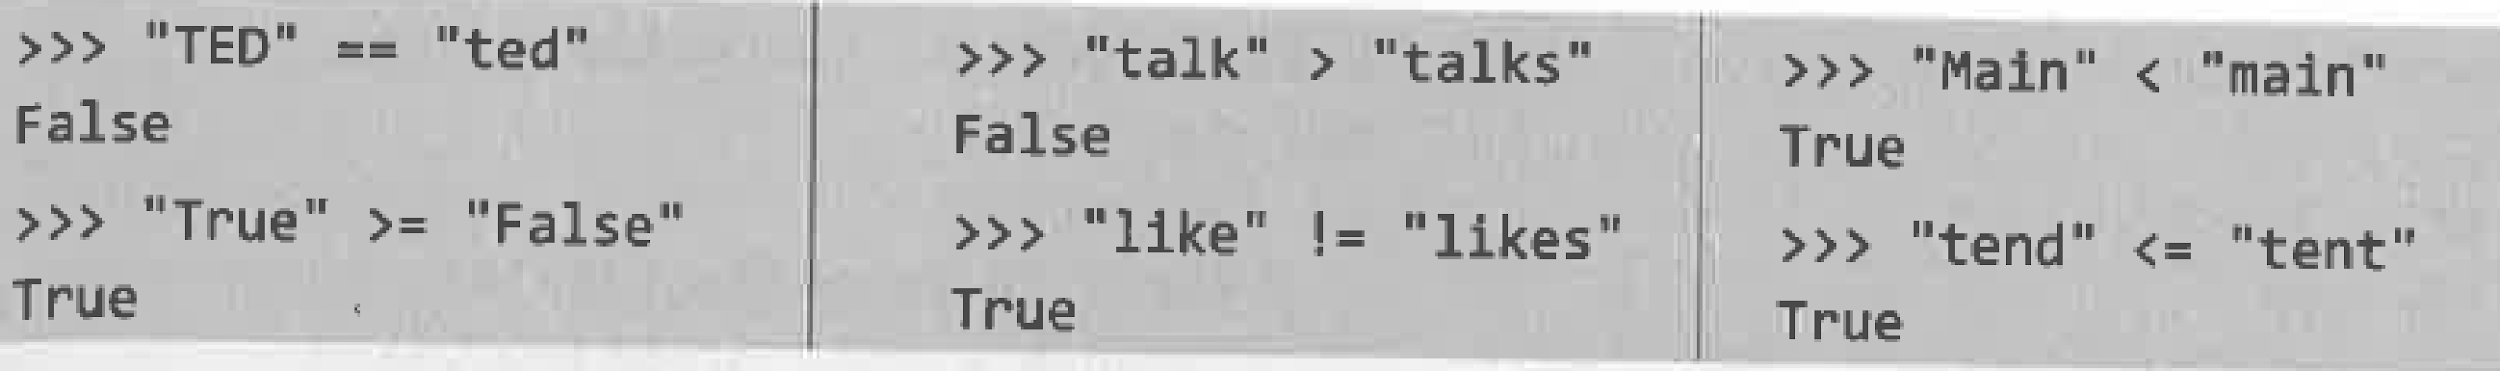 >>> "TED" == "ted"
False
>>> "True" >= "False"
True
>>> "talk" > "talks"
False
>>> "like" != "likes"
True
>>> "Main" < "main"
True
>>> "tend" <= "tent"
True